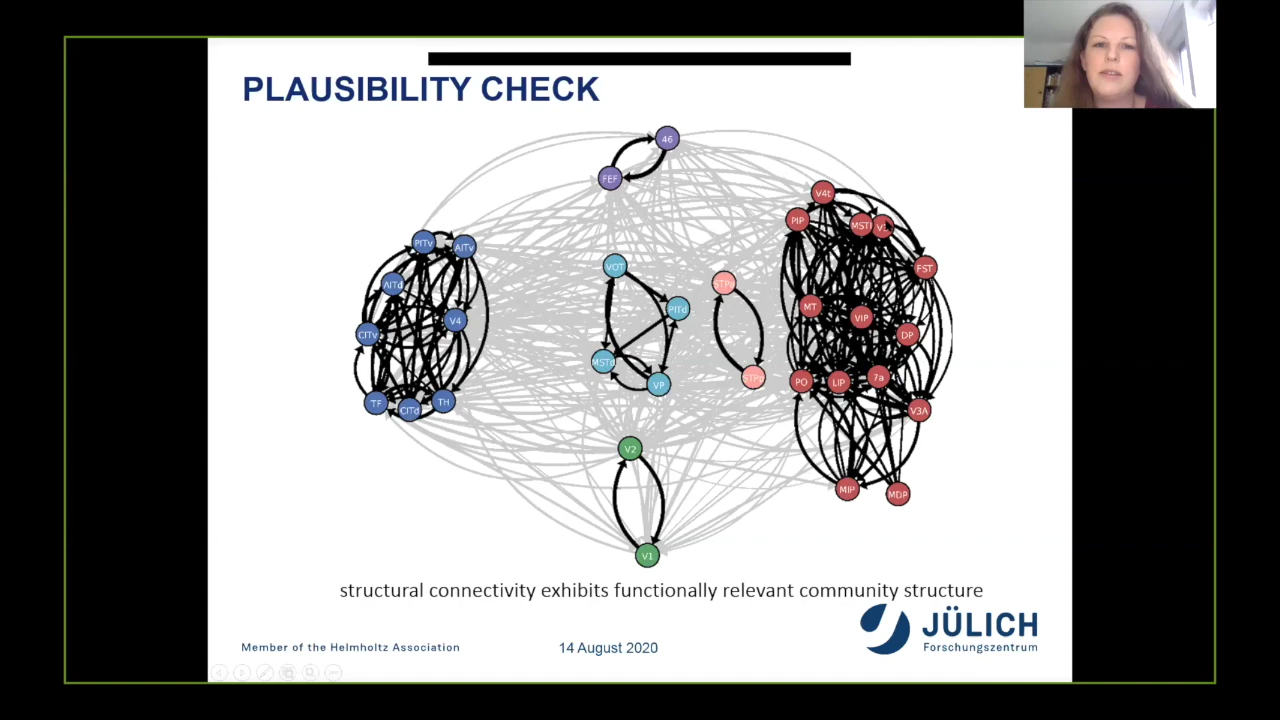 PLAUSIBILITY CHECK
46
FEF
V4t
PIP
MSTl
PITv
AITv
VOT
FST
STPa
AITd
PITd
MT
VIP
V4
CITv
DP
MSTd
STPp
VP
PO
LIP
7a
TF
CITd
TH
V3A
V2
MIP
MDP
V1
structural connectivity exhibits functionally relevant community structure
JÜLICH
Forschungszentrum
Member of the Helmholtz Association
14 August 2020